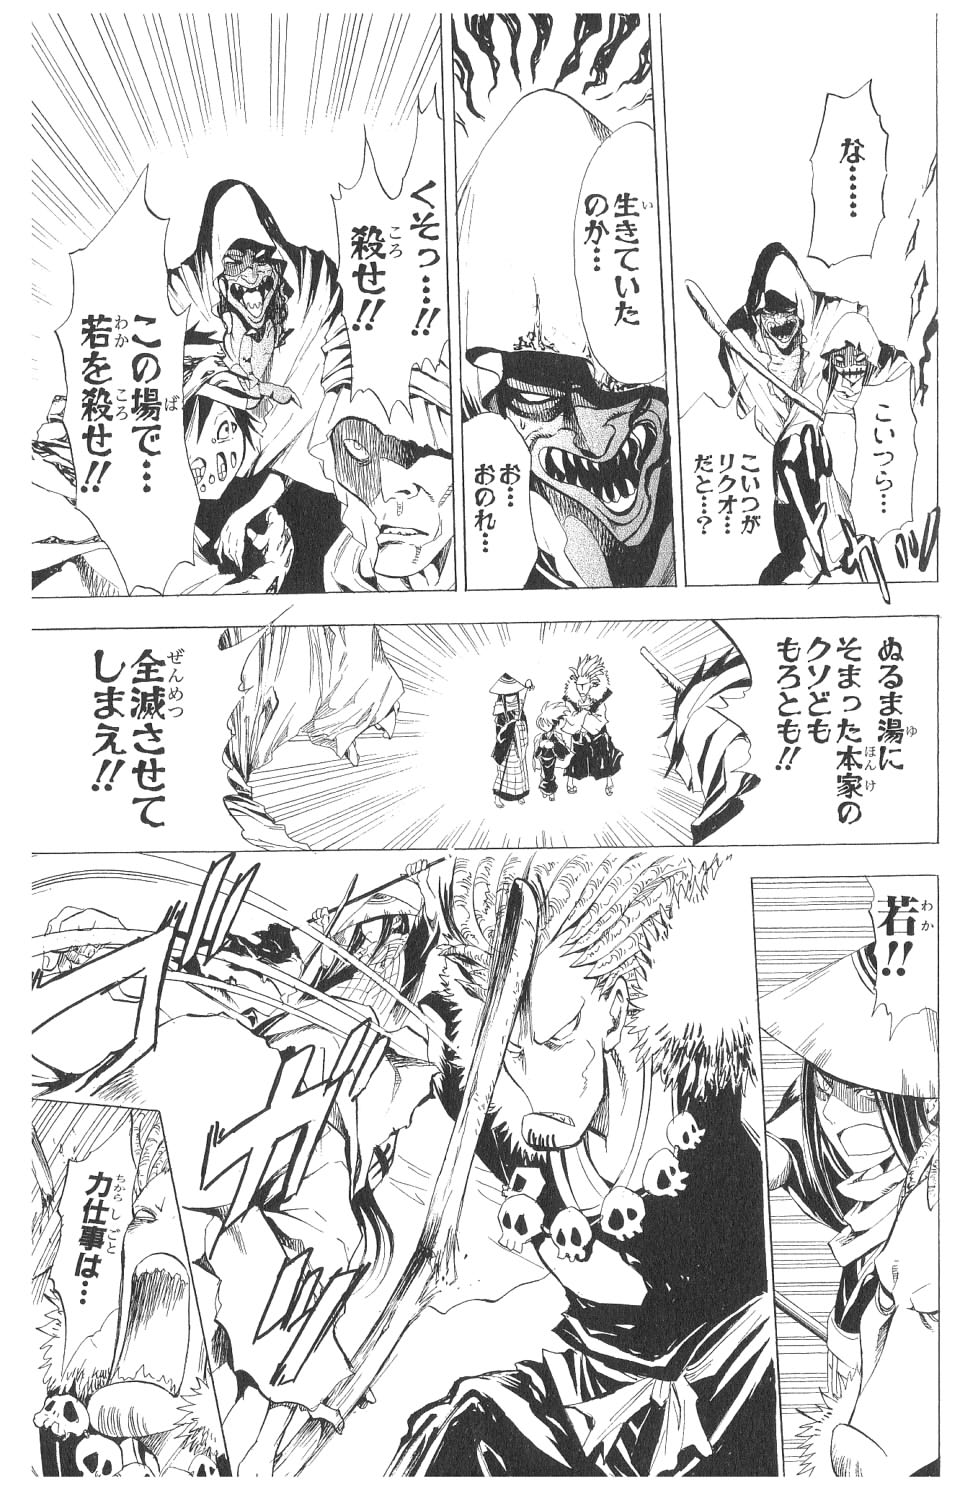 な……
こいつら…
こいつが
リクオ…
だと…?
生きていた
のか…
お…
おのれ…
くそっ…!!
殺せ!!
この場で…
若を殺せ!!
ぬるま湯に
そまった本家の
クソども
もろとも!!
全滅させて
しまえ!!
若!!
力仕事は…